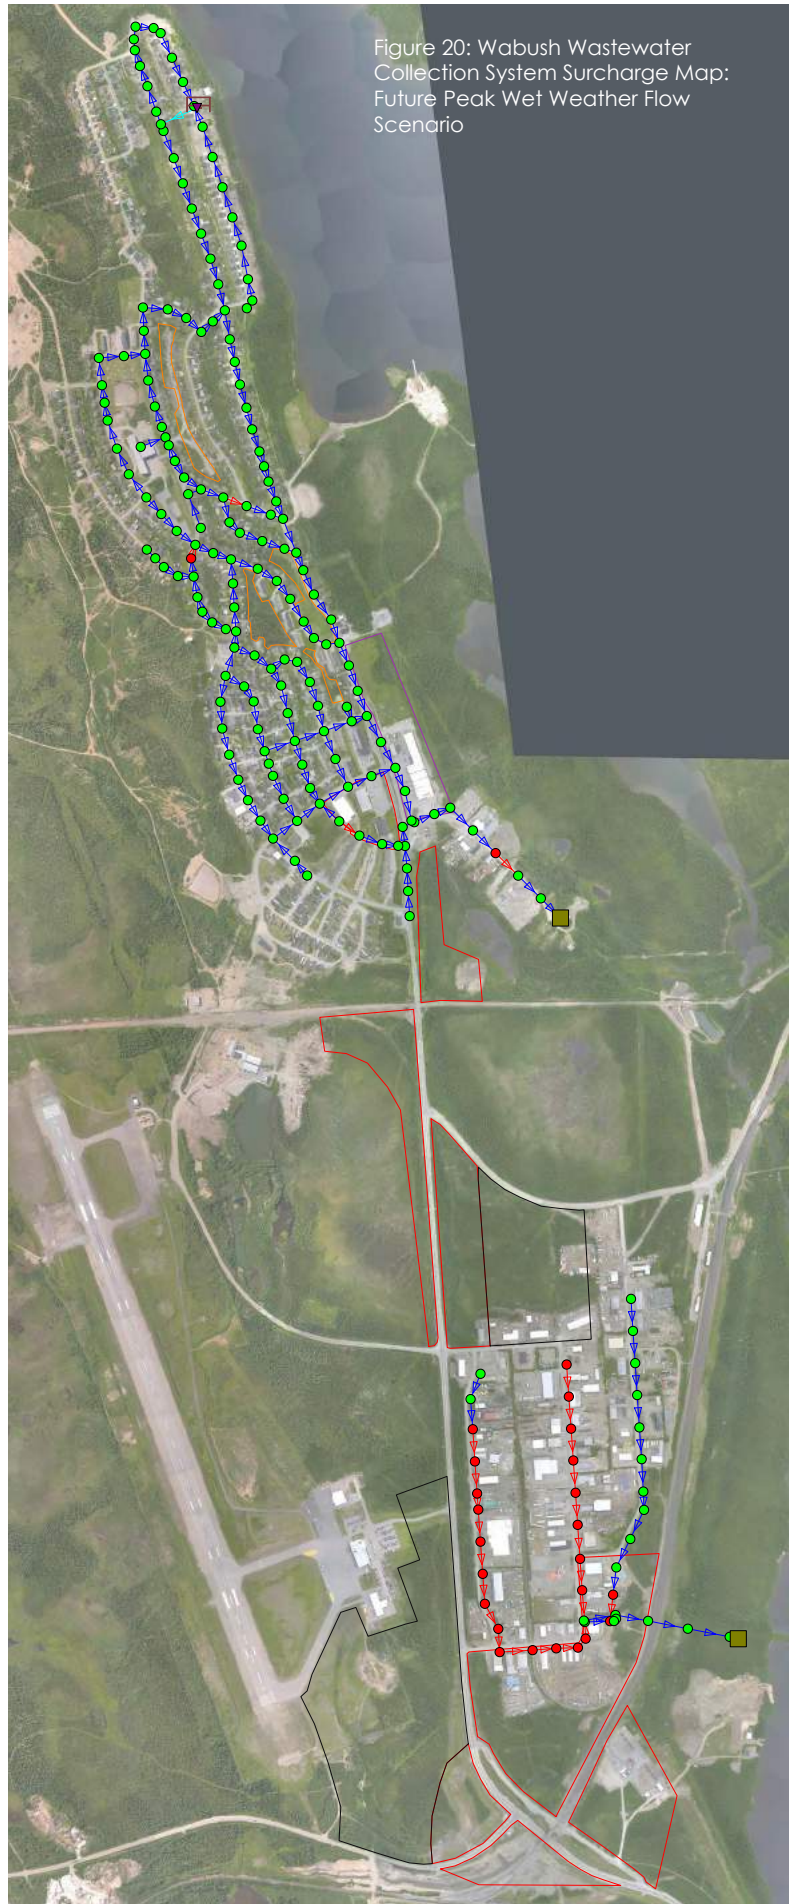 Figure 20: Wabush Wastewater
Collection System Surcharge Map:
Future Peak Wet Weather Flow
Scenario